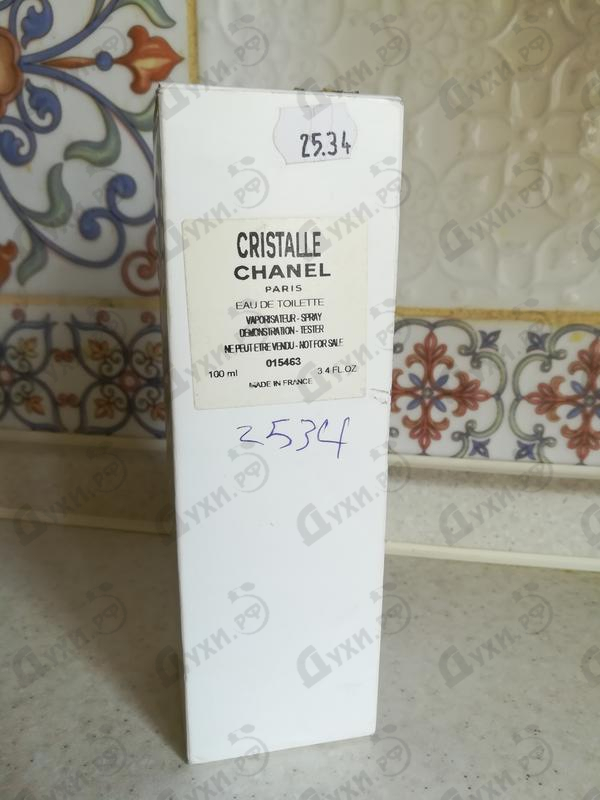 25.34
CRISTALLE
CHANEL
PARIS
EAU DE TOILETTE
VAPORISATEUR - SPRAY
DEMONSTRATION - TESTER
NE PEUT ETRE VENDU - NOT FOR SALE
015463
100 ml 3.4 FL OZ
MADE IN FRANCE
2534
Духи.рф